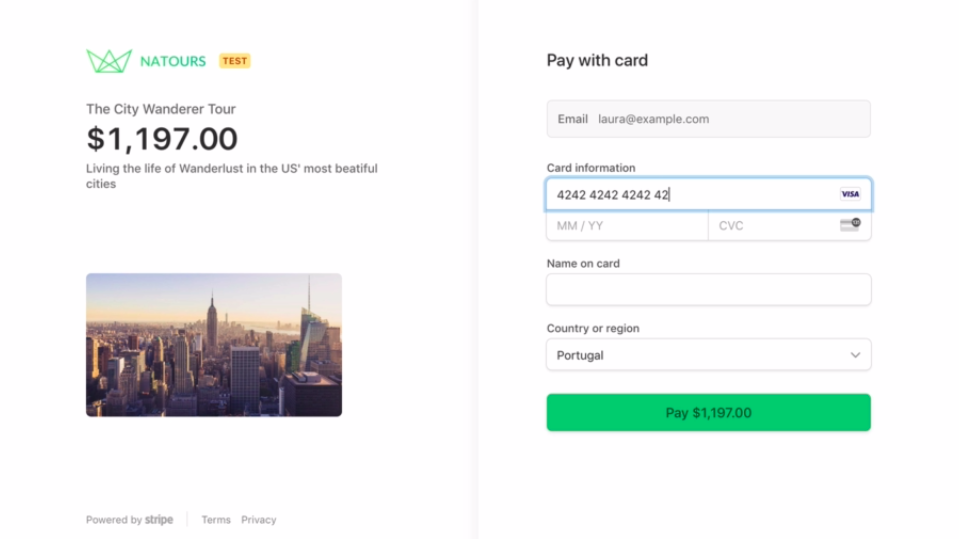 NATOURS TEST
The City Wanderer Tour
$1,197.00
Living the life of Wanderlust in the US' most beatiful
cities
Powered by stripe Terms Privacy
Pay with card
Email laura@example.com
Card information
4242 4242 4242 42 VISA
MM / YY CVC
Name on card
Country or region
Portugal
Pay $1,197.00